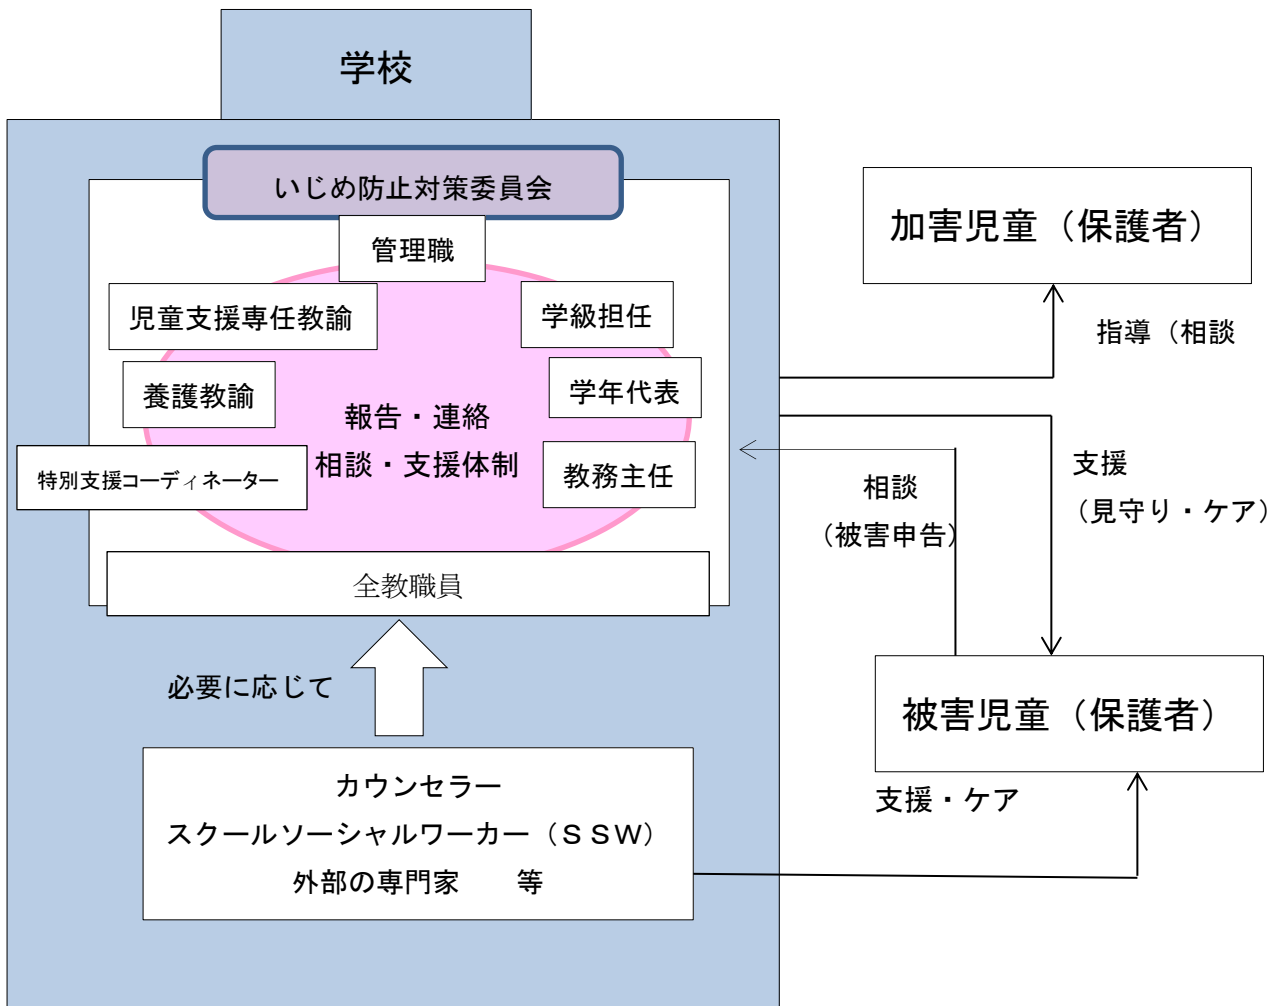 学校
いじめ防止対策委員会
管理職
児童支援専任教諭
学級担任
養護教諭
学年代表
特別支援コーディネーター
教務主任
報告・連絡
相談・支援体制
全教職員
必要に応じて
カウンセラー
スクールソーシャルワーカー（ＳＳＷ）
外部の専門家　　等
加害児童（保護者）
指導（相談
支援
（見守り・ケア）
相談
（被害申告）
被害児童（保護者）
支援・ケア